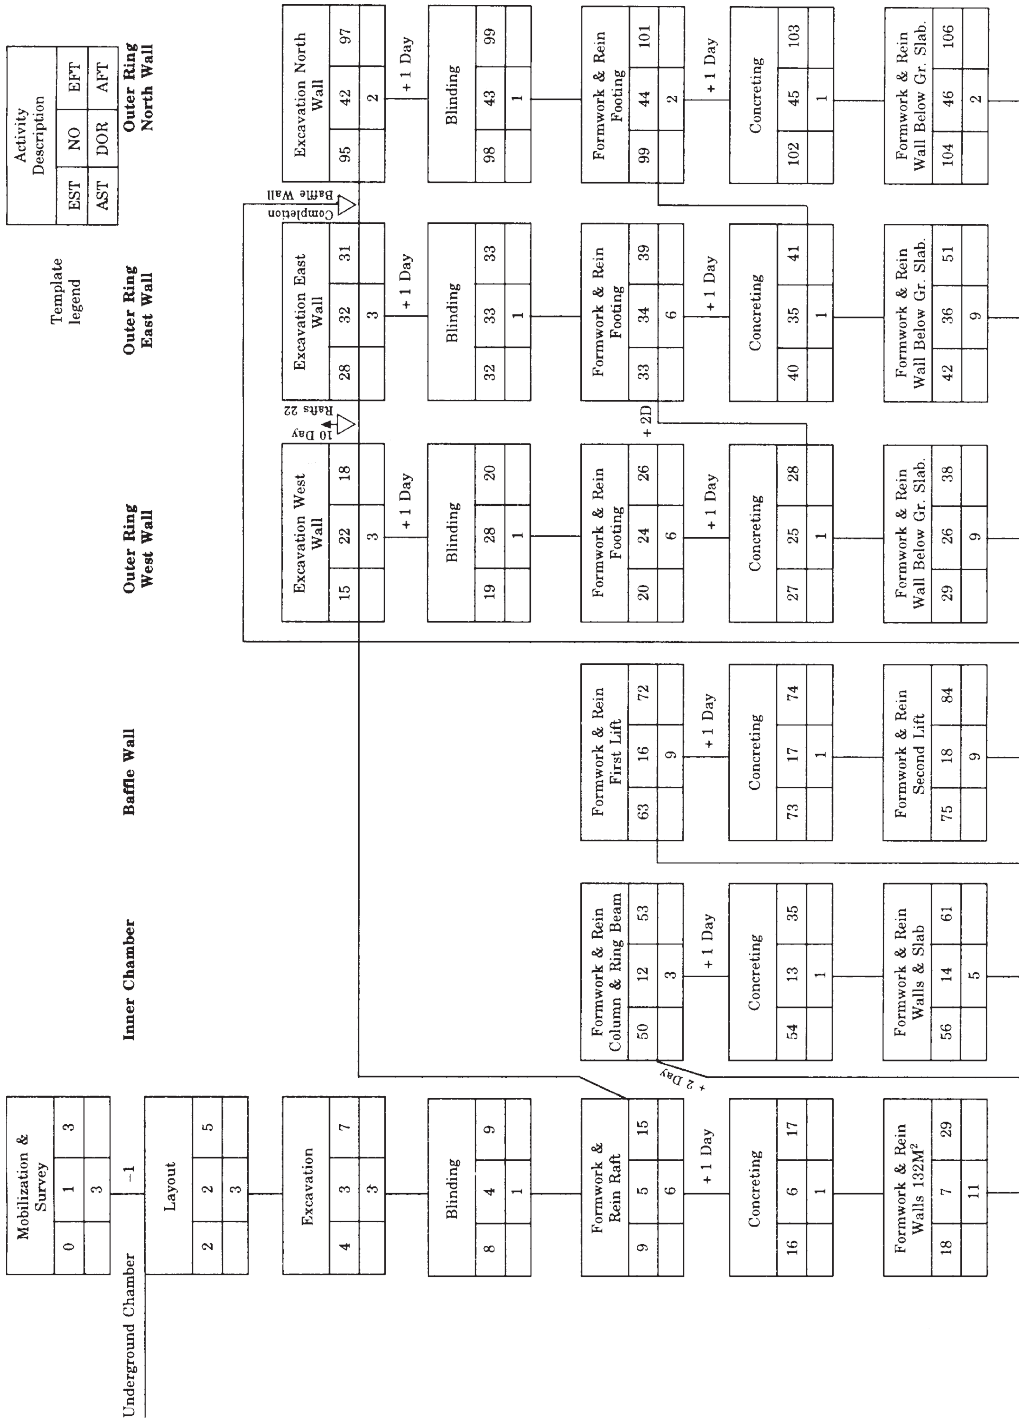 Mobilization &
Survey
0 1 3
3
Template
legend
Activity
Description
EST NO EFT
AST DOR AFT
Underground Chamber
−1
Inner Chamber
Baffle Wall
Outer Ring
West Wall
Outer Ring
East Wall
Outer Ring
North Wall
Layout
2 2 5
3
Excavation
4 3 7
3
Blinding
8 4 9
1
Formwork &
Rein Raft
9 5 15
6
+ 1 Day
Concreting
16 6 17
1
Formwork & Rein
Walls 132M²
18 7 29
11
+ 2 Day
Formwork & Rein
Column & Ring Beam
50 12 53
3
+ 1 Day
Concreting
54 13 35
1
Formwork & Rein
Walls & Slab
56 14 61
5
Formwork & Rein
First Lift
63 16 72
9
+ 1 Day
Concreting
73 17 74
1
Formwork & Rein
Second Lift
75 18 84
9
Excavation West
Wall
15 22 18
3
+ 1 Day
Blinding
19 28 20
1
Formwork & Rein
Footing
20 24 26
6
+ 1 Day
Concreting
27 25 28
1
Formwork & Rein
Wall Below Gr. Slab.
29 26 38
9
10 Day
Rafts 22
+ 2D
Excavation East
Wall
28 32 31
3
+ 1 Day
Blinding
32 33 33
1
Formwork & Rein
Footing
33 34 39
6
+ 1 Day
Concreting
40 35 41
1
Formwork & Rein
Wall Below Gr. Slab.
42 36 51
9
Completion
Baffle Wall
Excavation North
Wall
95 42 97
2
+ 1 Day
Blinding
98 43 99
1
Formwork & Rein
Footing
99 44 101
2
+ 1 Day
Concreting
102 45 103
1
Formwork & Rein
Wall Below Gr. Slab.
104 46 106
2